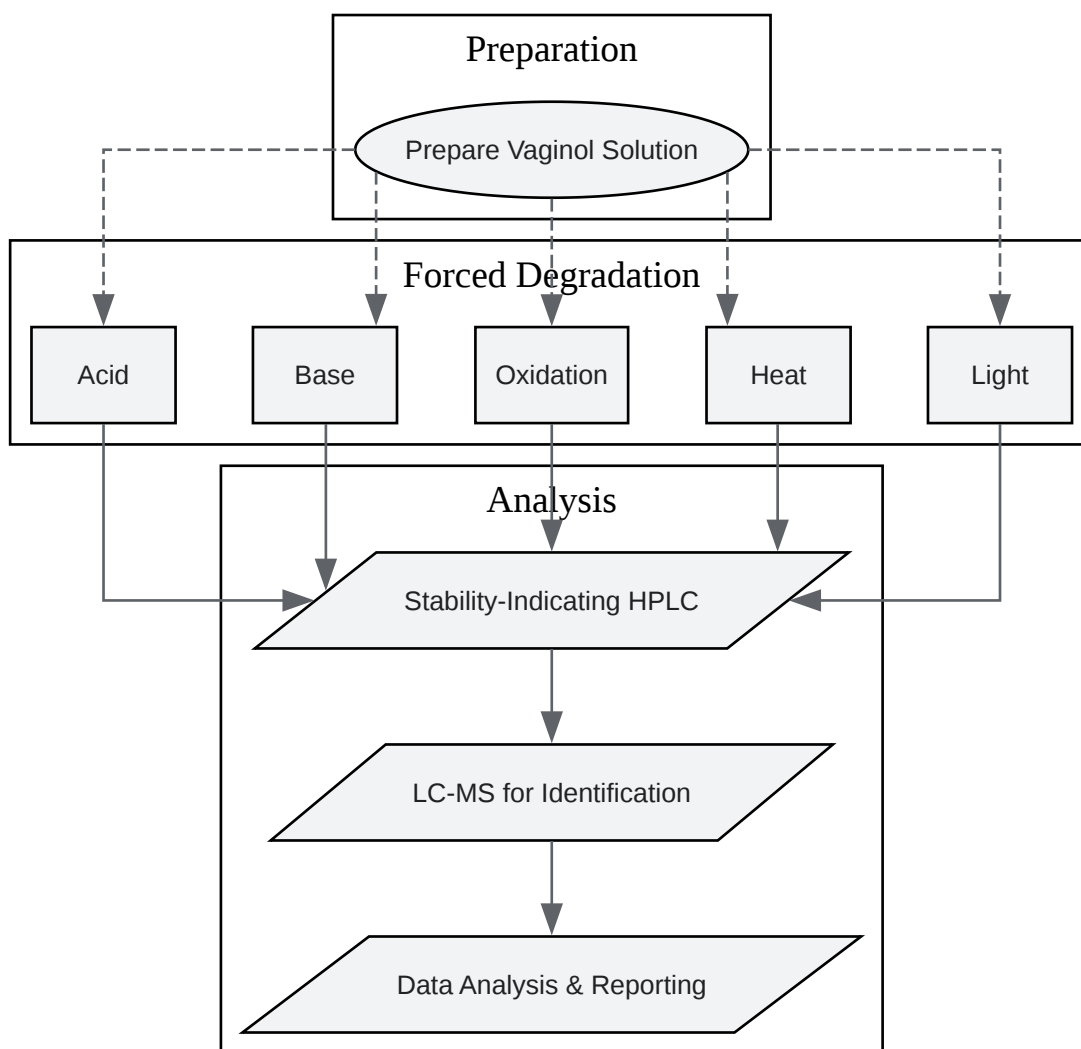 Preparation
Prepare Vaginol Solution
Forced Degradation
Acid
Base
Oxidation
Heat
Light
Analysis
Stability-Indicating HPLC
LC-MS for Identification
Data Analysis & Reporting